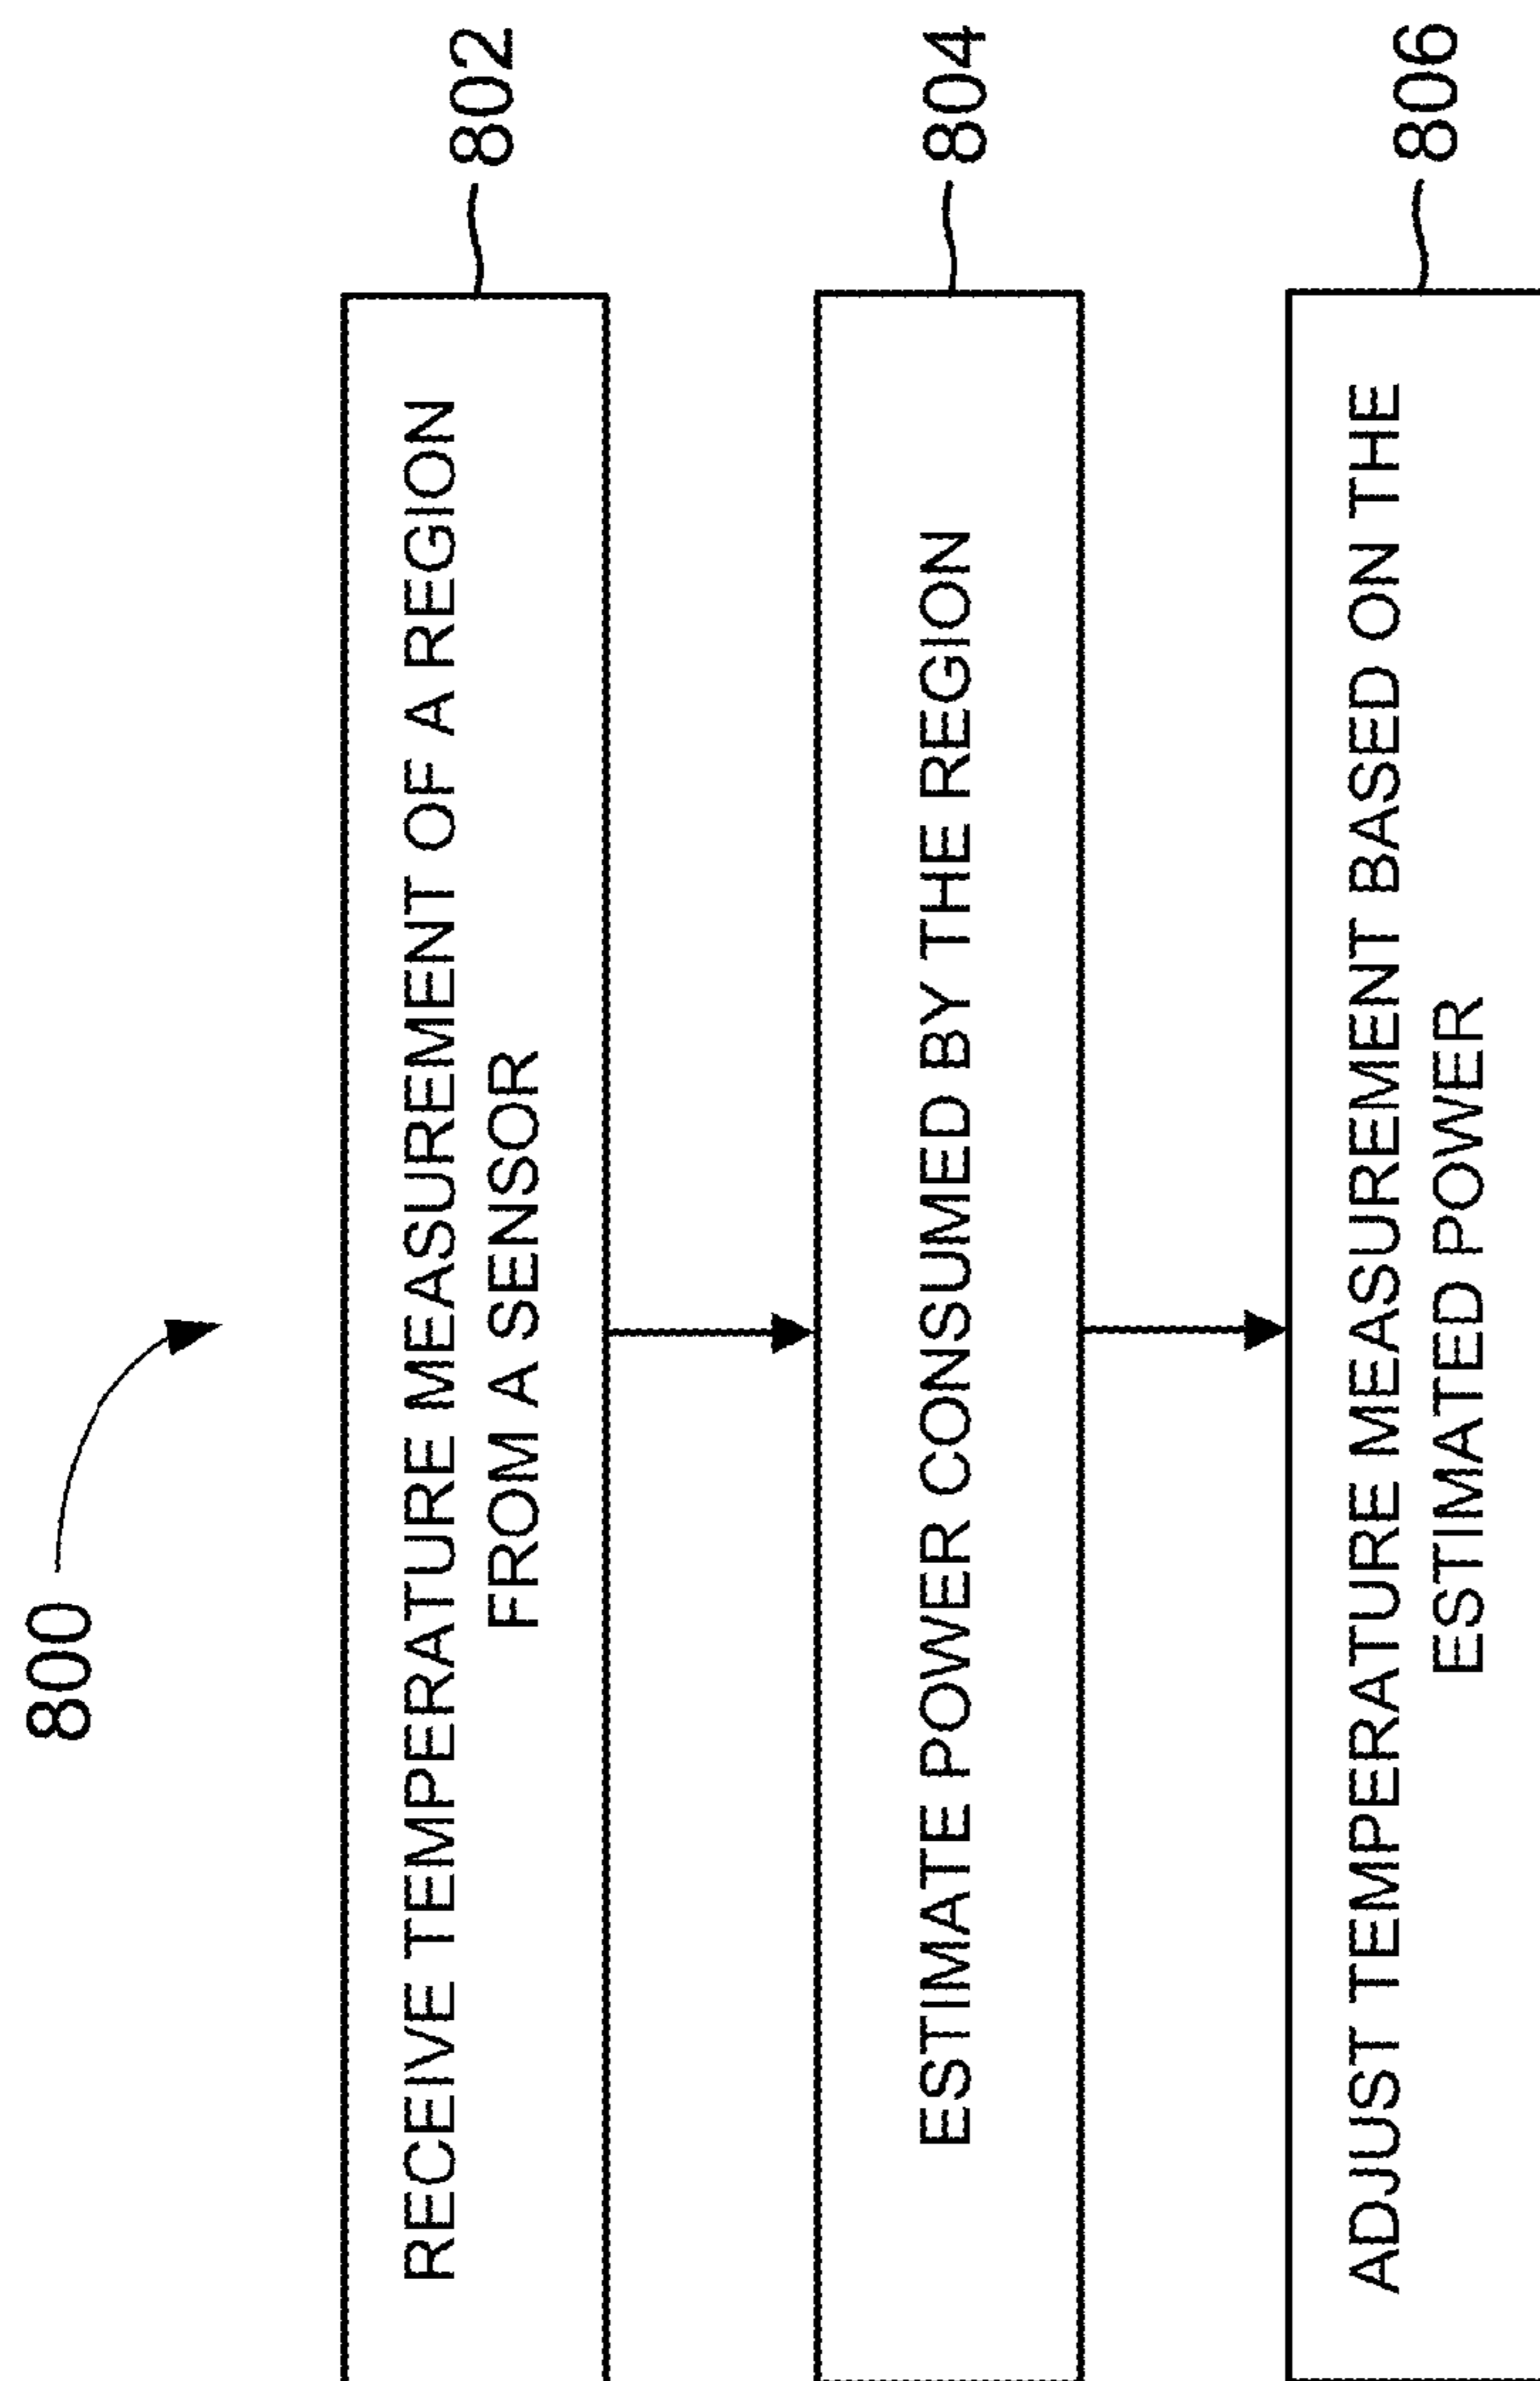 800
RECEIVE TEMPERATURE MEASUREMENT OF A REGION
FROM A SENSOR
802
ESTIMATE POWER CONSUMED BY THE REGION
804
ADJUST TEMPERATURE MEASUREMENT BASED ON THE
ESTIMATED POWER
806